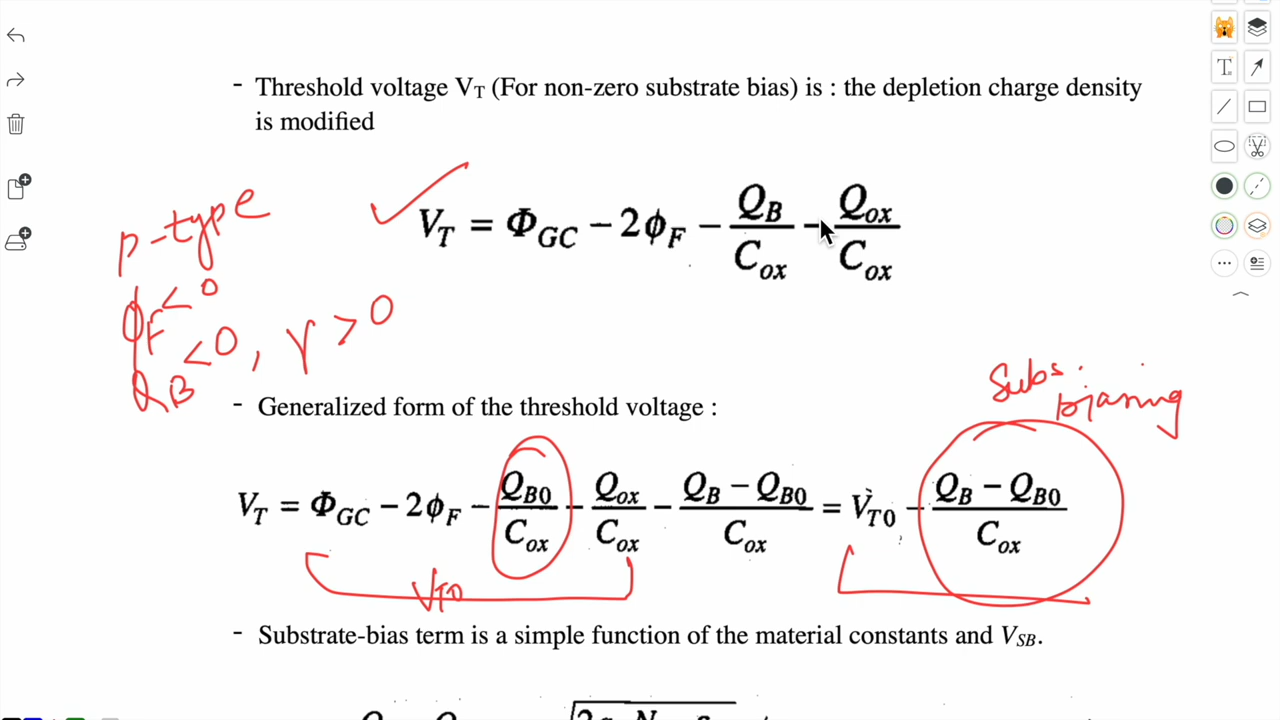 - Threshold voltage V_T (For non-zero substrate bias) is : the depletion charge density
is modified
p-type
V_T = Φ_GC − 2ϕ_F − Q_B/C_ox − Q_ox/C_ox
ϕ_F < 0
Q_B < 0, γ > 0
- Generalized form of the threshold voltage :
Subs. biasing
V_T = Φ_GC − 2ϕ_F − Q_B0/C_ox − Q_ox/C_ox − (Q_B − Q_B0)/C_ox = V_T0 − (Q_B − Q_B0)/C_ox
V_T0
- Substrate-bias term is a simple function of the material constants and V_SB.